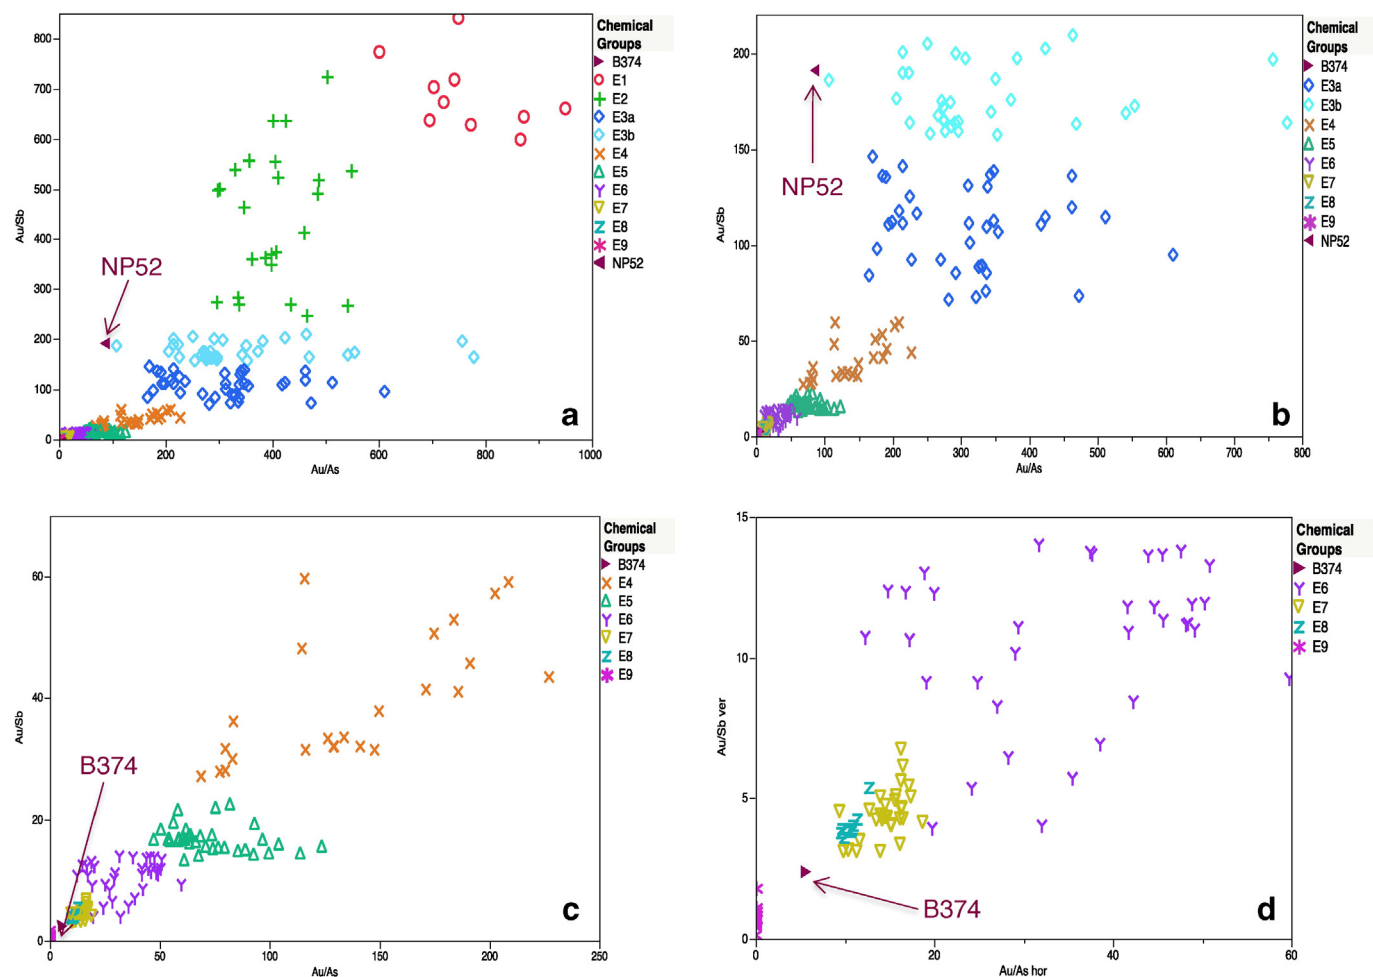 Chemical
Groups
B374
E1
E2
E3a
E3b
E4
E5
E6
E7
E8
E9
NP52
800
700
600
500
400
300
200
100
0
Au/Sb
NP52
a
0
200
400
600
800
1000
Au/As
Chemical
Groups
B374
E3a
E3b
E4
E5
E6
E7
E8
E9
NP52
200
150
100
50
0
Au/Sb
NP52
b
0
100
200
300
400
500
600
700
800
Au/As
Chemical
Groups
B374
E4
E5
E6
E7
E8
E9
60
40
20
0
Au/Sb
B374
c
0
50
100
150
200
250
Au/As
Chemical
Groups
B374
E6
E7
E8
E9
15
10
5
0
Au/Sb ver
B374
d
0
20
40
60
Au/As hor